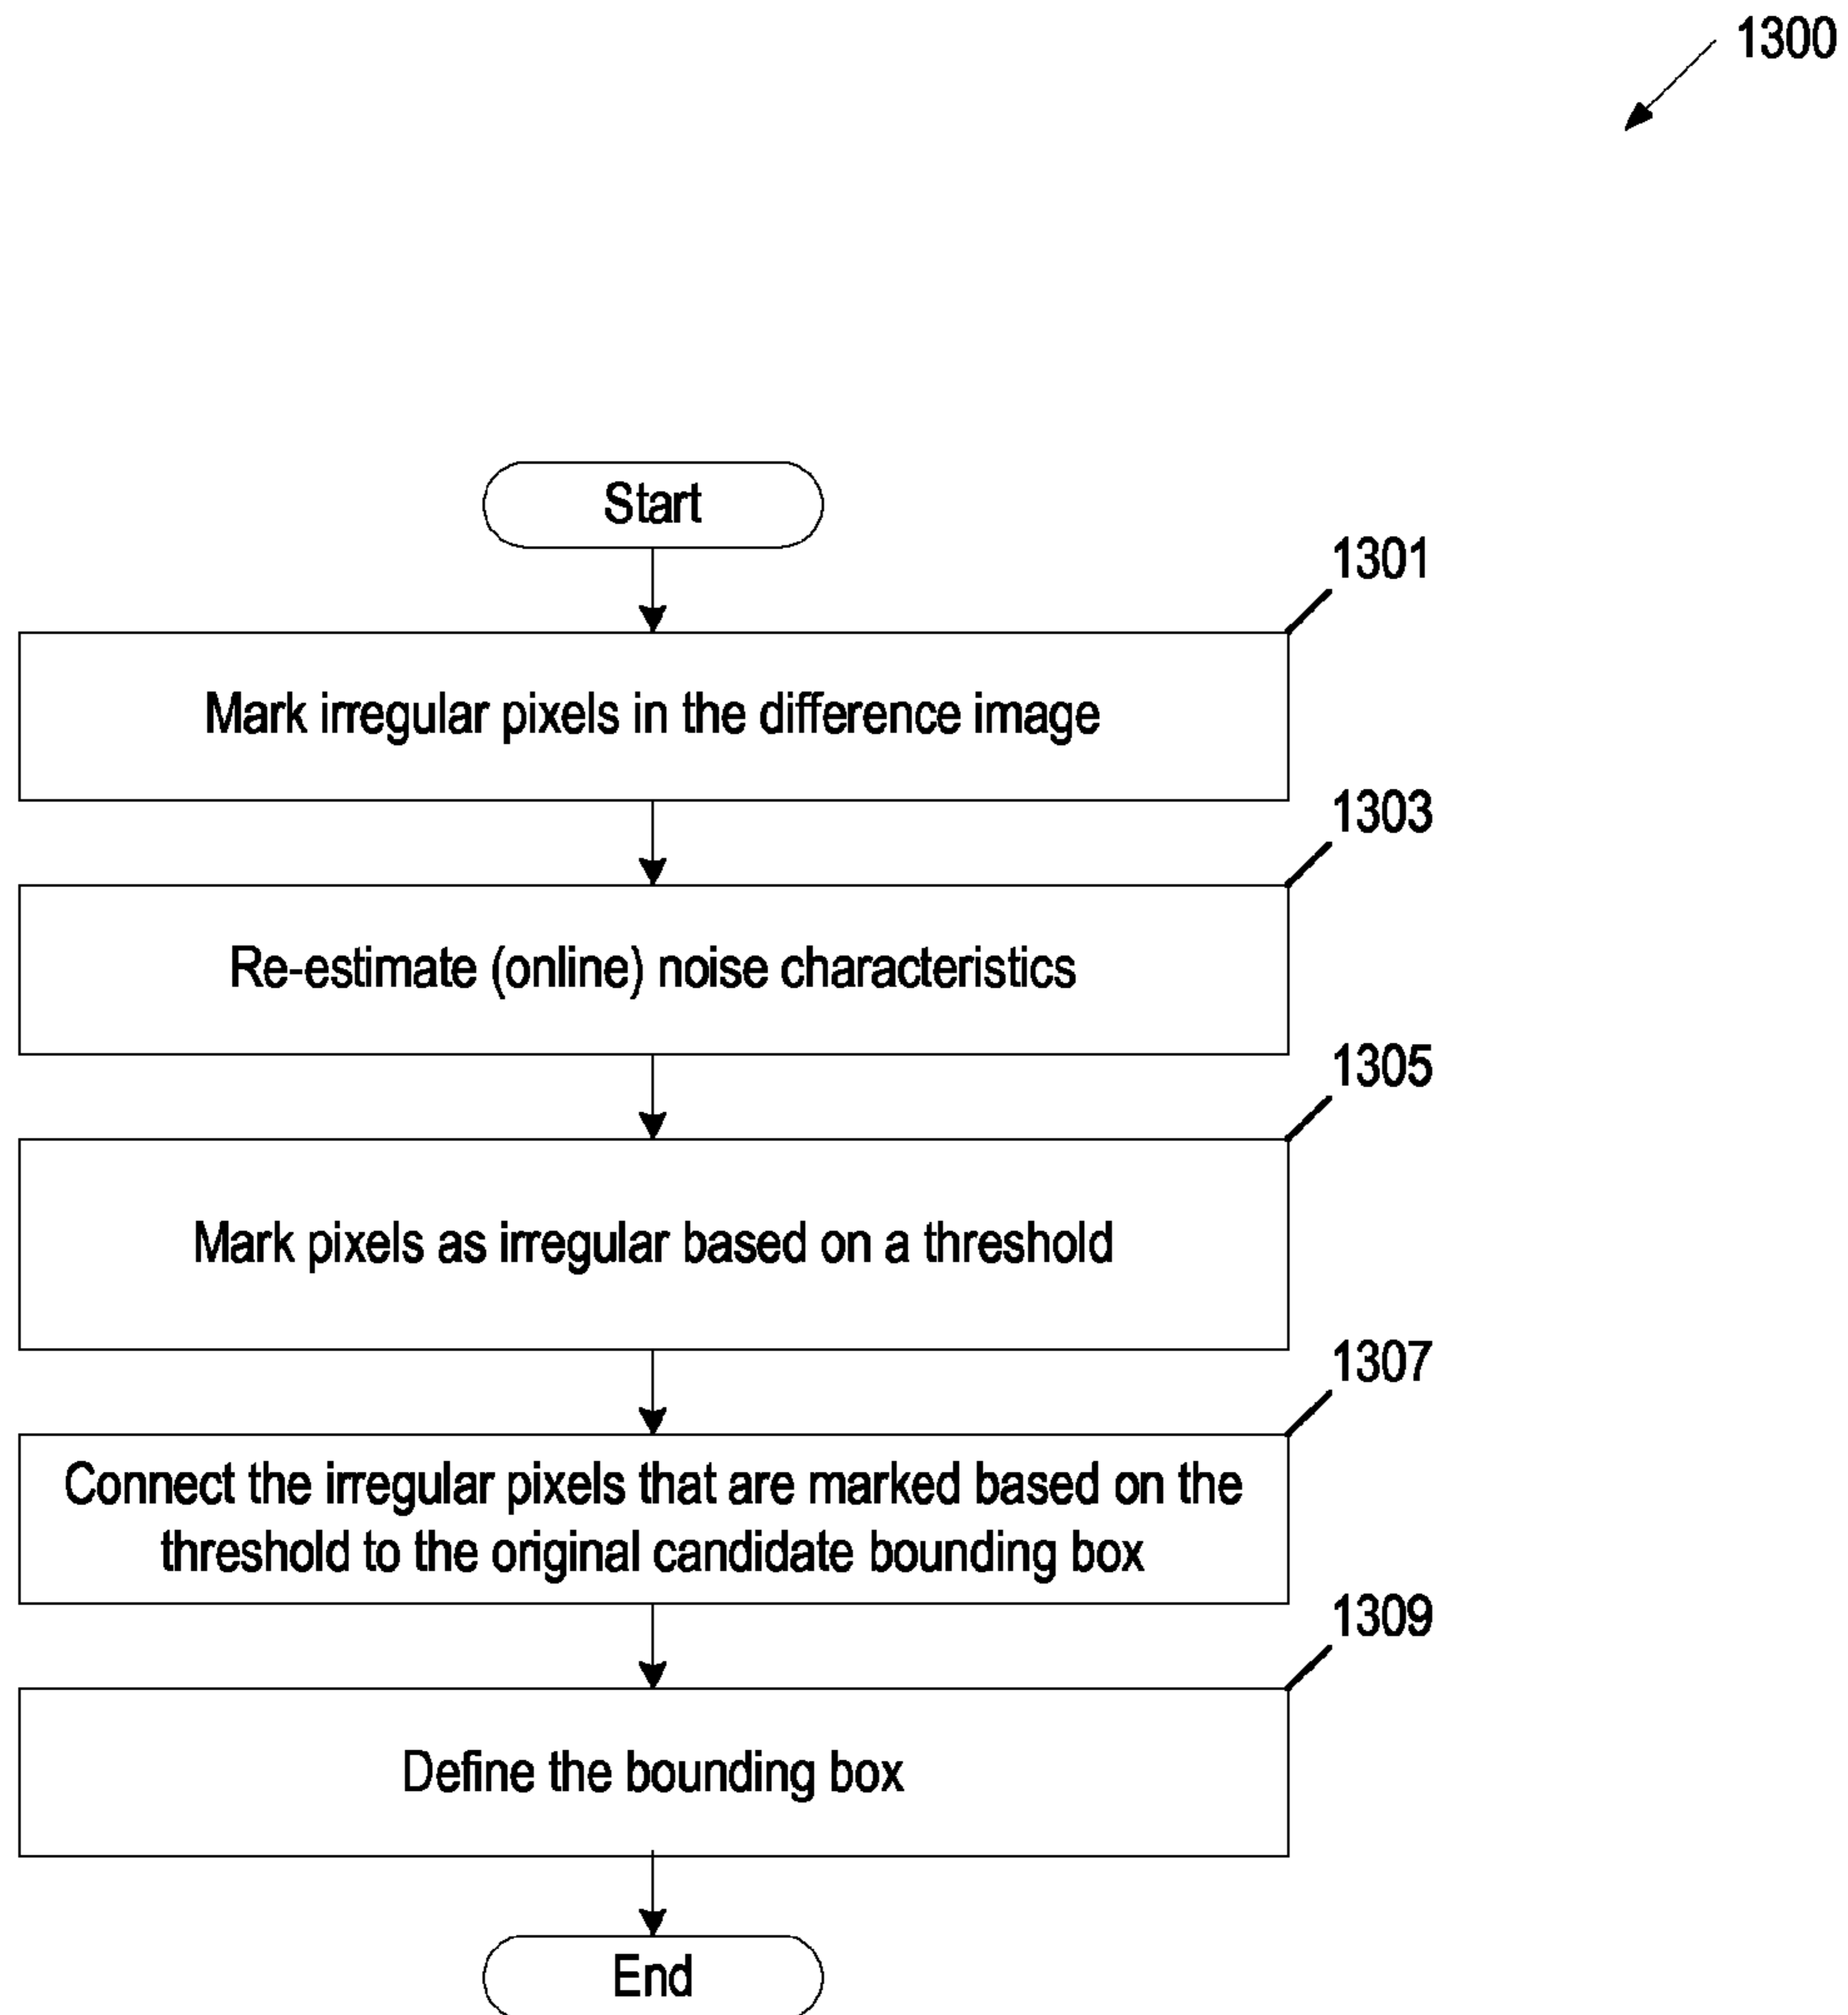 1300
Start
1301
Mark irregular pixels in the difference image
1303
Re-estimate (online) noise characteristics
1305
Mark pixels as irregular based on a threshold
1307
Connect the irregular pixels that are marked based on the
threshold to the original candidate bounding box
1309
Define the bounding box
End